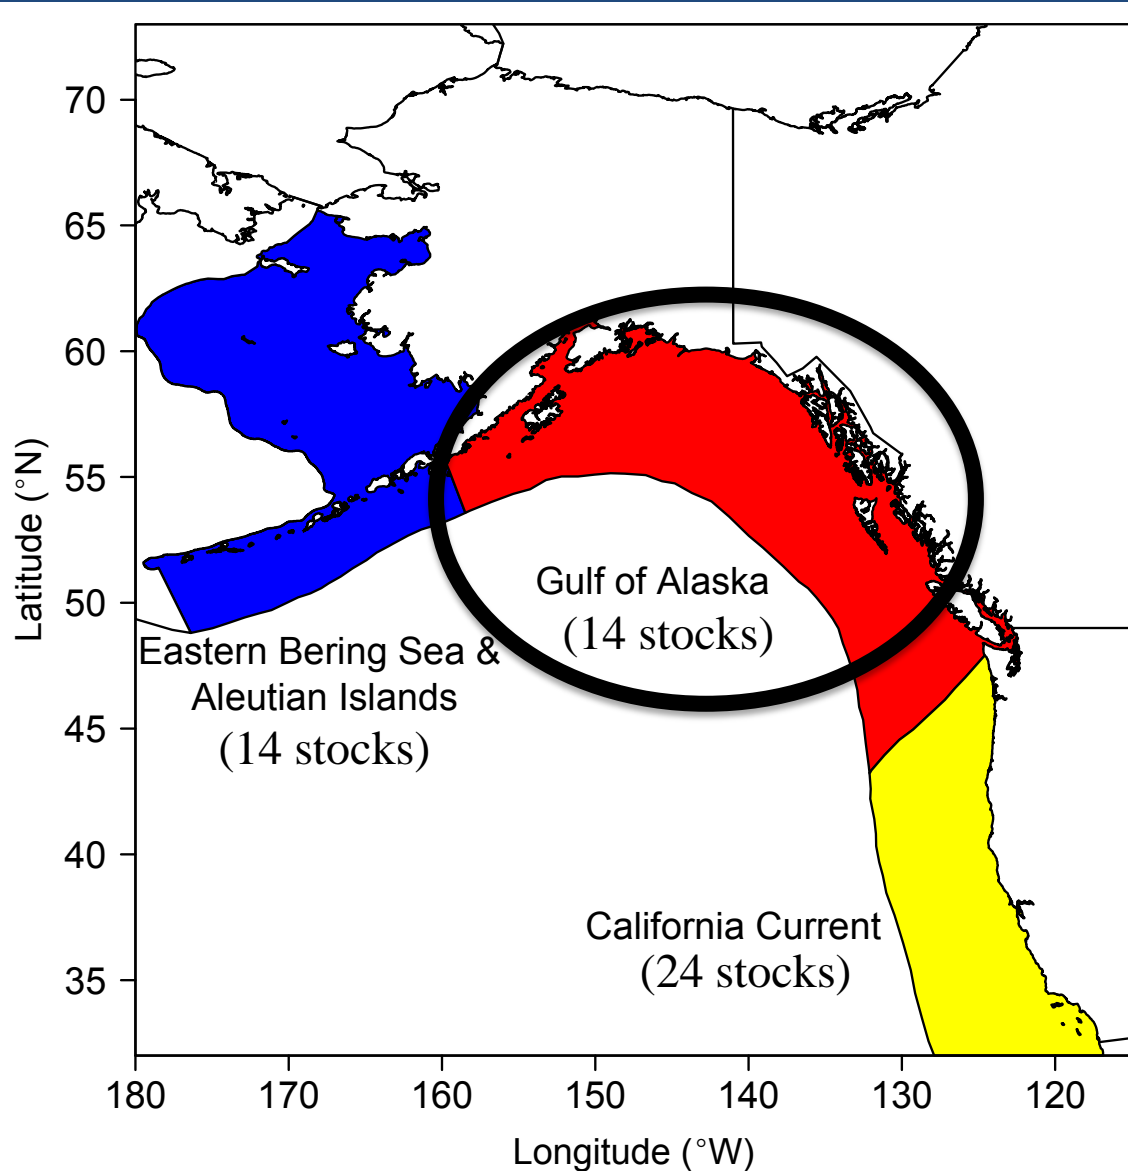 70
65
60
55
50
45
40
35
Latitude (°N)
Gulf of Alaska
(14 stocks)
Eastern Bering Sea &
Aleutian Islands
(14 stocks)
California Current
(24 stocks)
180
170
160
150
140
130
120
Longitude (°W)